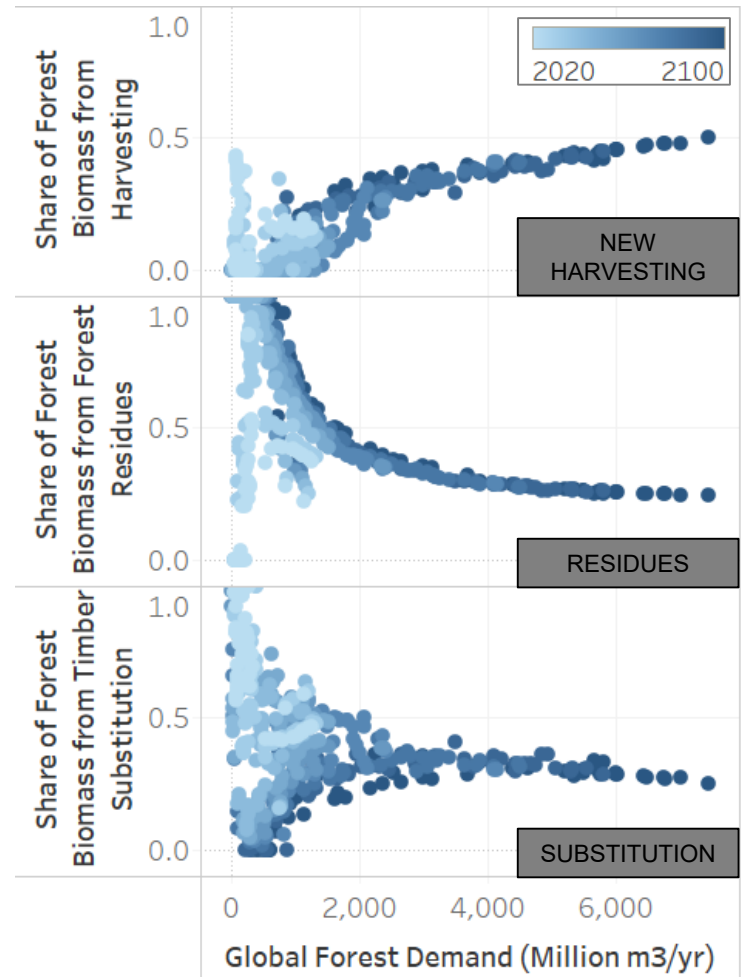 1.0
0.5
0.0
Share of Forest
Biomass from
Harvesting
2020 2100
NEW
HARVESTING
1.0
0.5
0.0
Share of Forest
Biomass from Forest
Residues
RESIDUES
1.0
0.5
0.0
Share of Forest
Biomass from Timber
Substitution
SUBSTITUTION
0 2,000 4,000 6,000
Global Forest Demand (Million m3/yr)